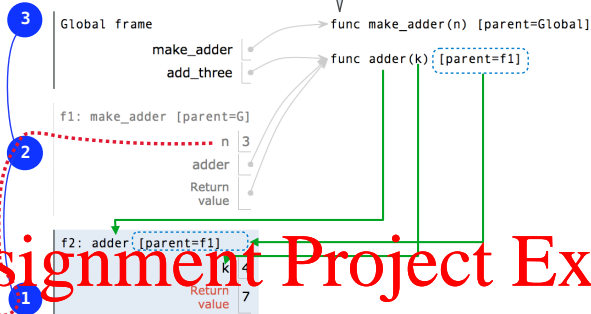 3
Global frame
func make_adder(n) [parent=Global]
make_adder
add_three
func adder(k) [parent=f1]
f1: make_adder [parent=G]
2
n 3
adder
Return
value
f2: adder [parent=f1]
signment Project Ex
k 4
1
Return
value
7